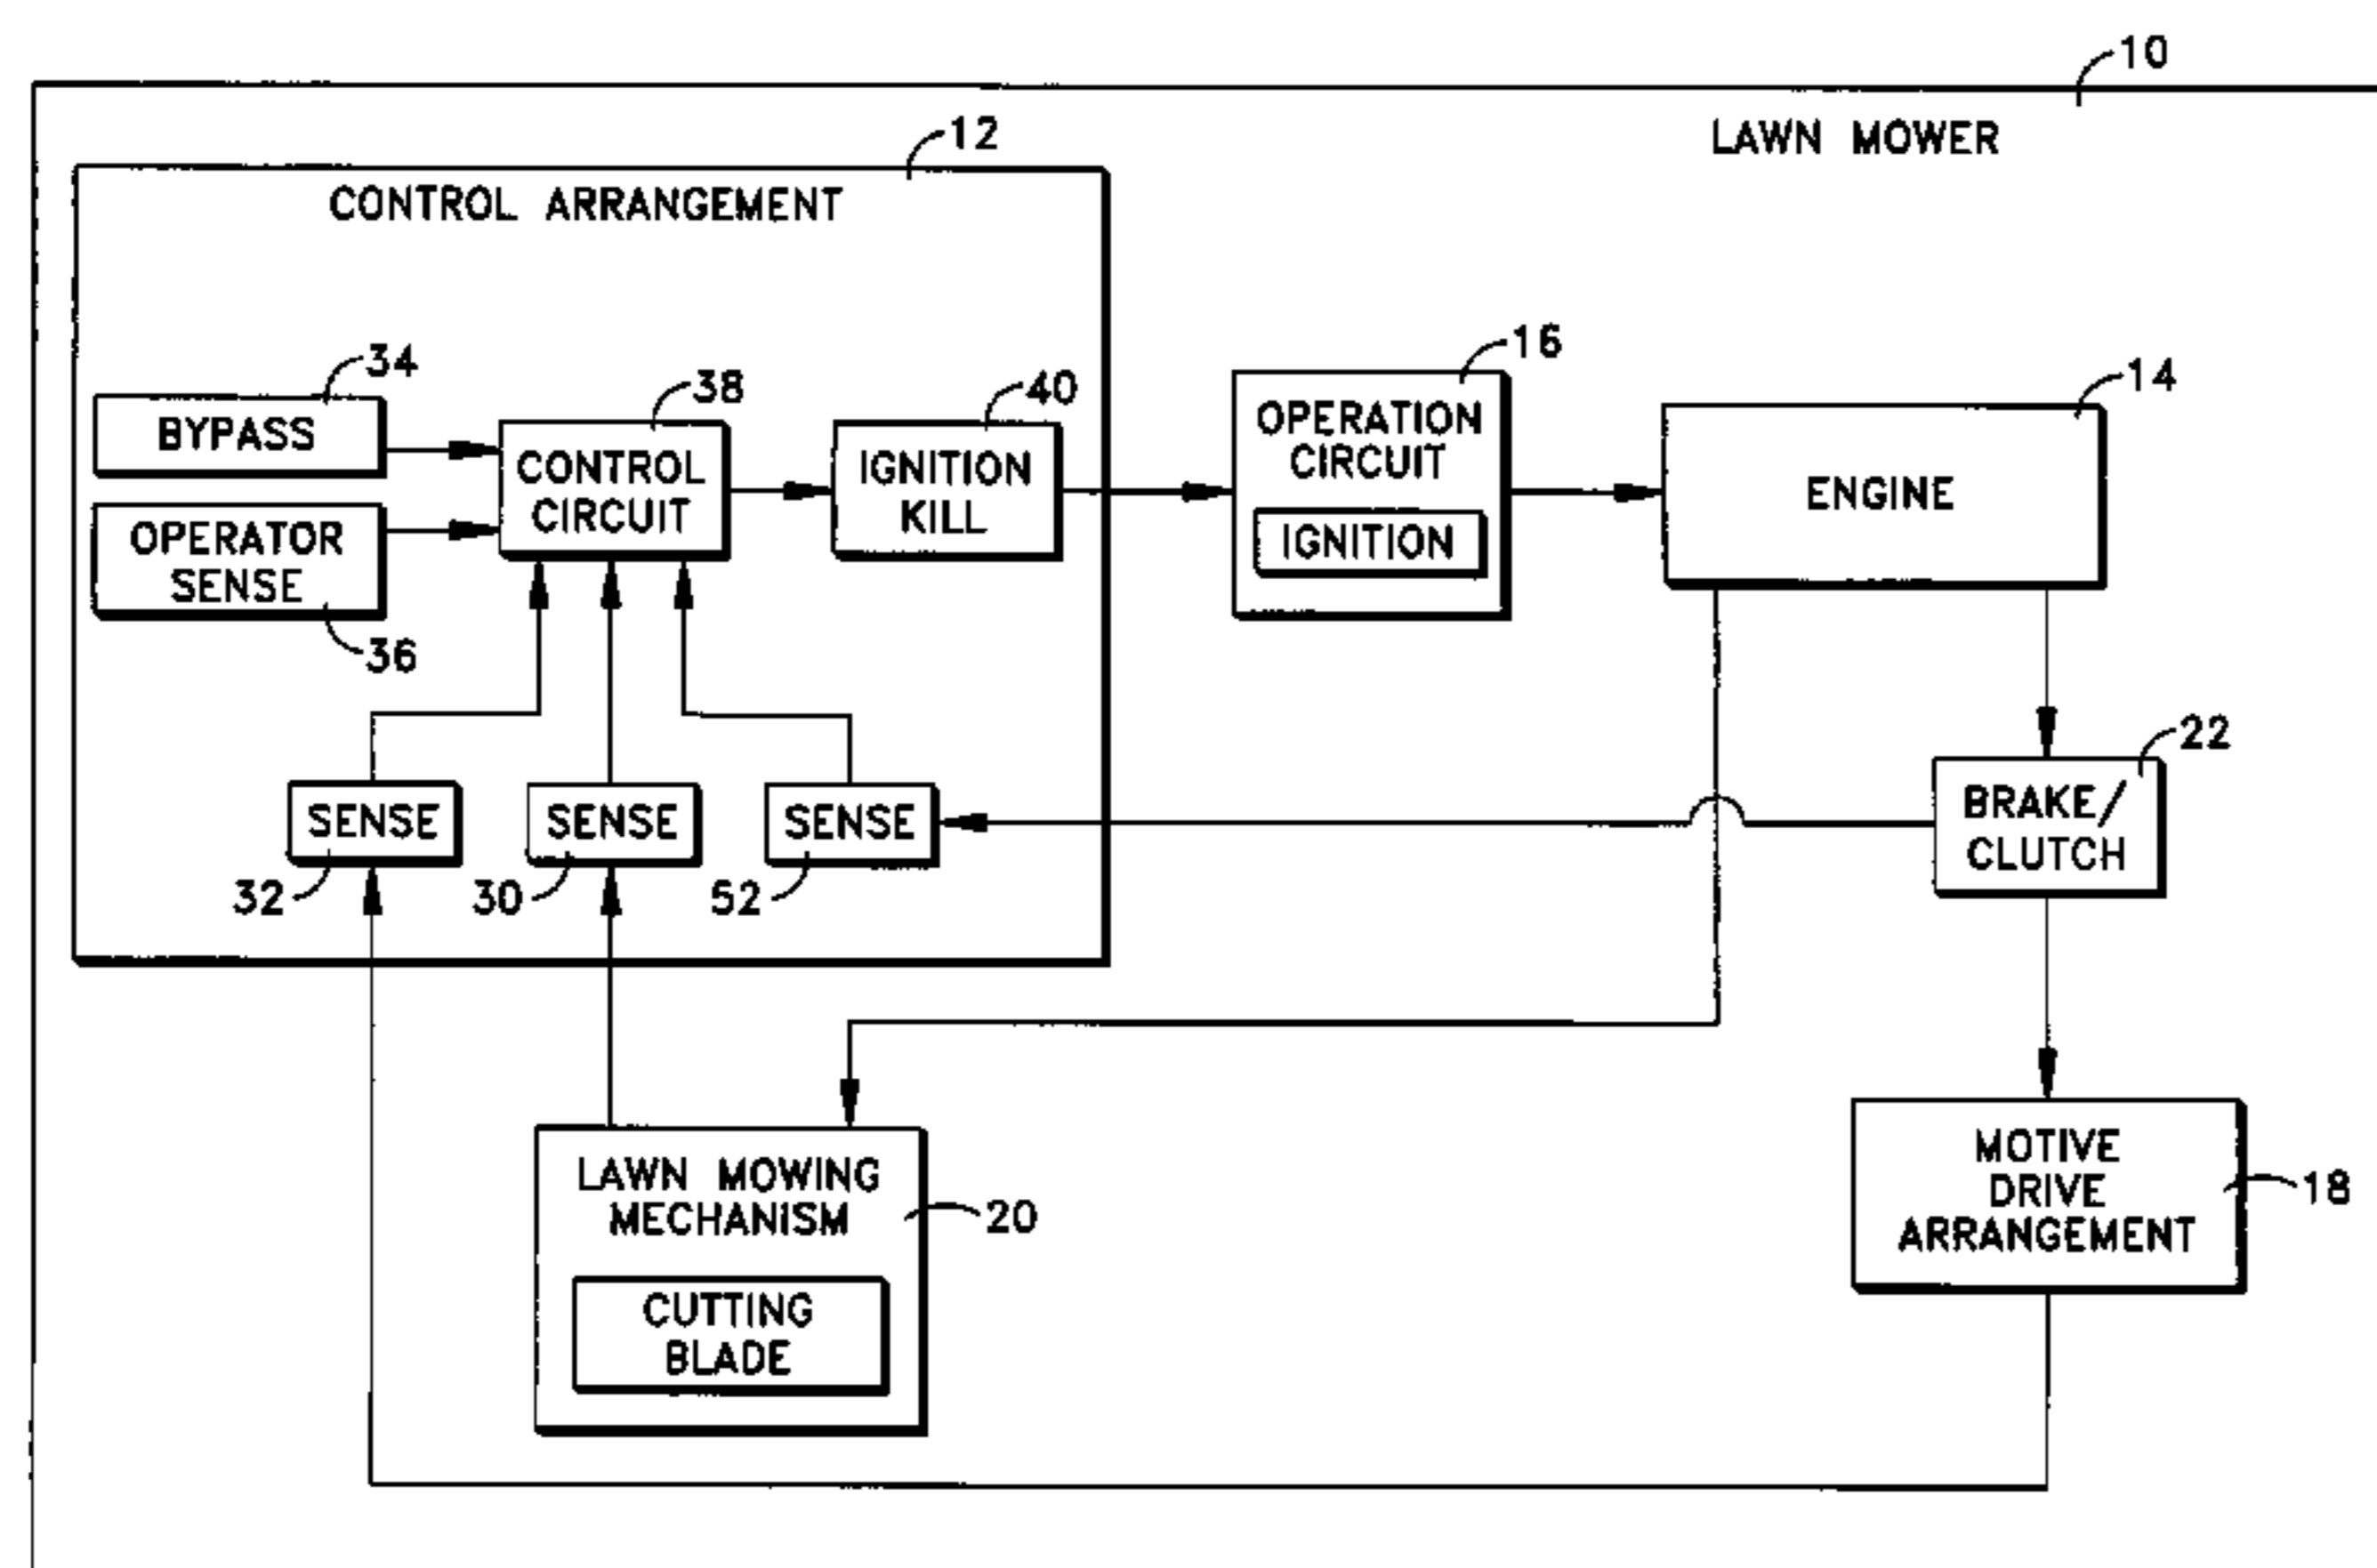 10
LAWN MOWER
12
CONTROL ARRANGEMENT
34
BYPASS
OPERATOR
SENSE
36
38
CONTROL
CIRCUIT
40
IGNITION
KILL
16
OPERATION
CIRCUIT
IGNITION
14
ENGINE
SENSE
32
SENSE
30
SENSE
52
22
BRAKE/
CLUTCH
LAWN MOWING
MECHANISM
20
CUTTING
BLADE
MOTIVE
DRIVE
ARRANGEMENT
18